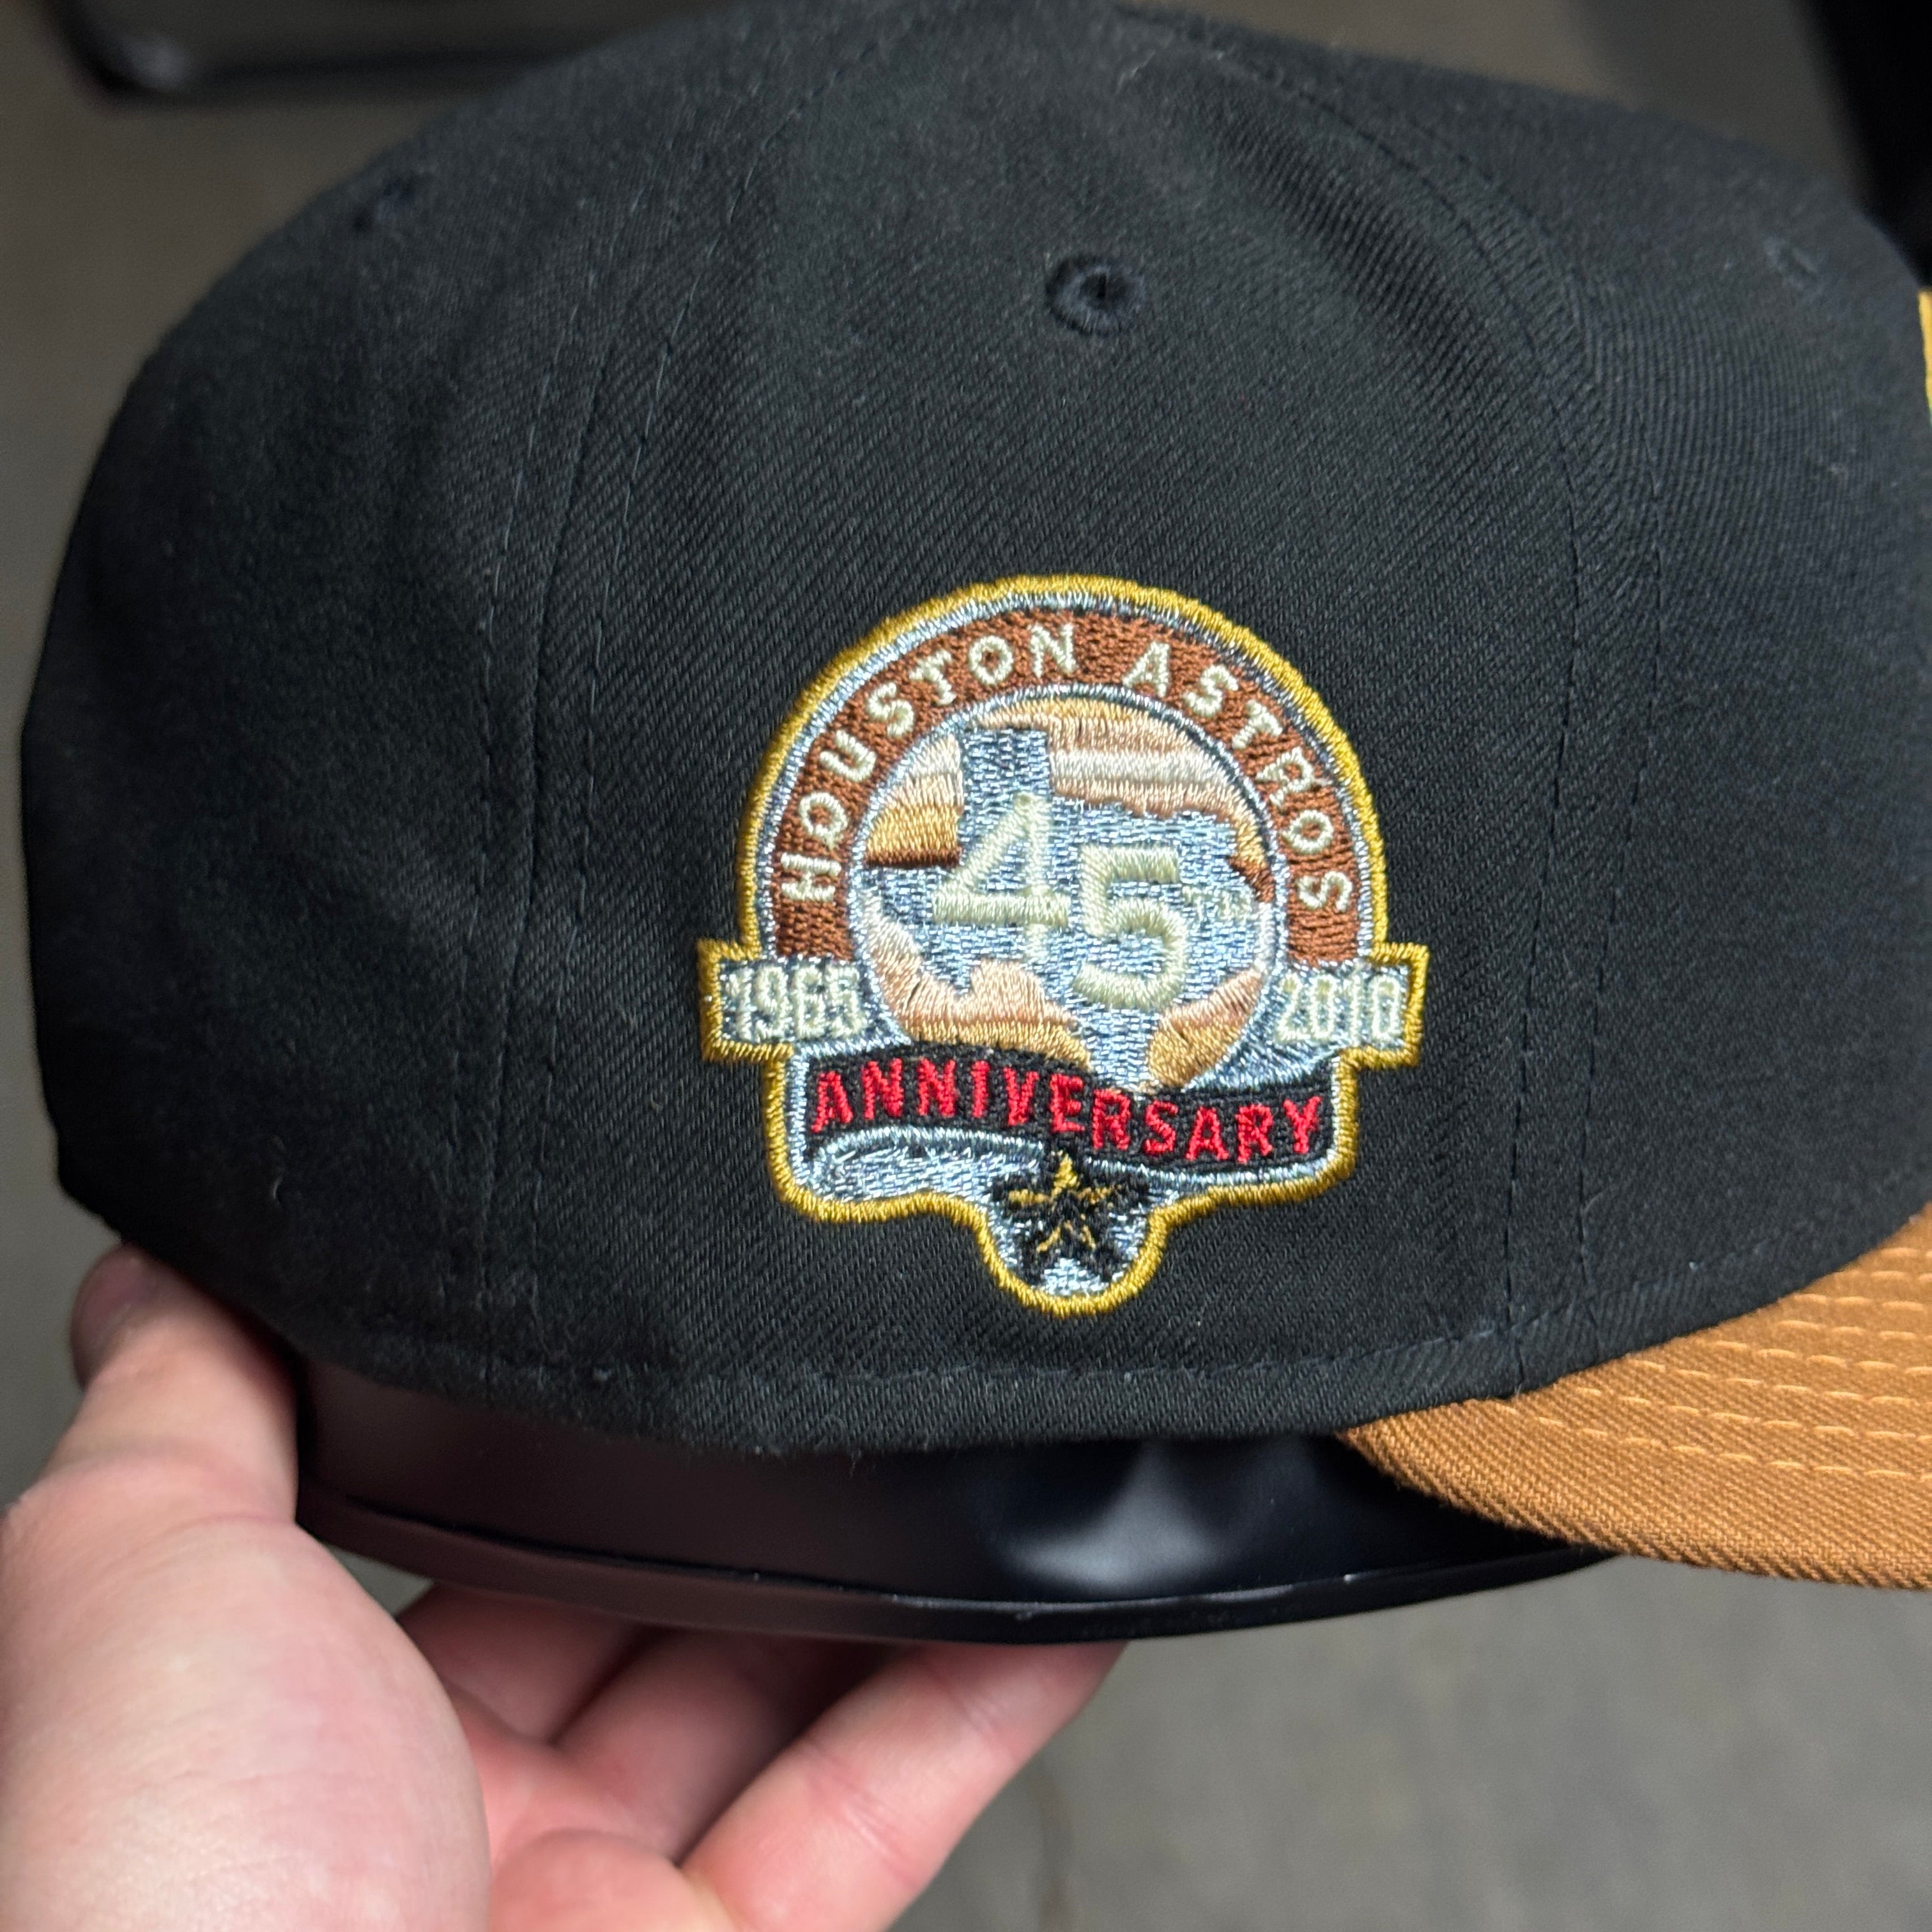 HOUSTON ASTROS
45TH
1965 2010
ANNIVERSARY